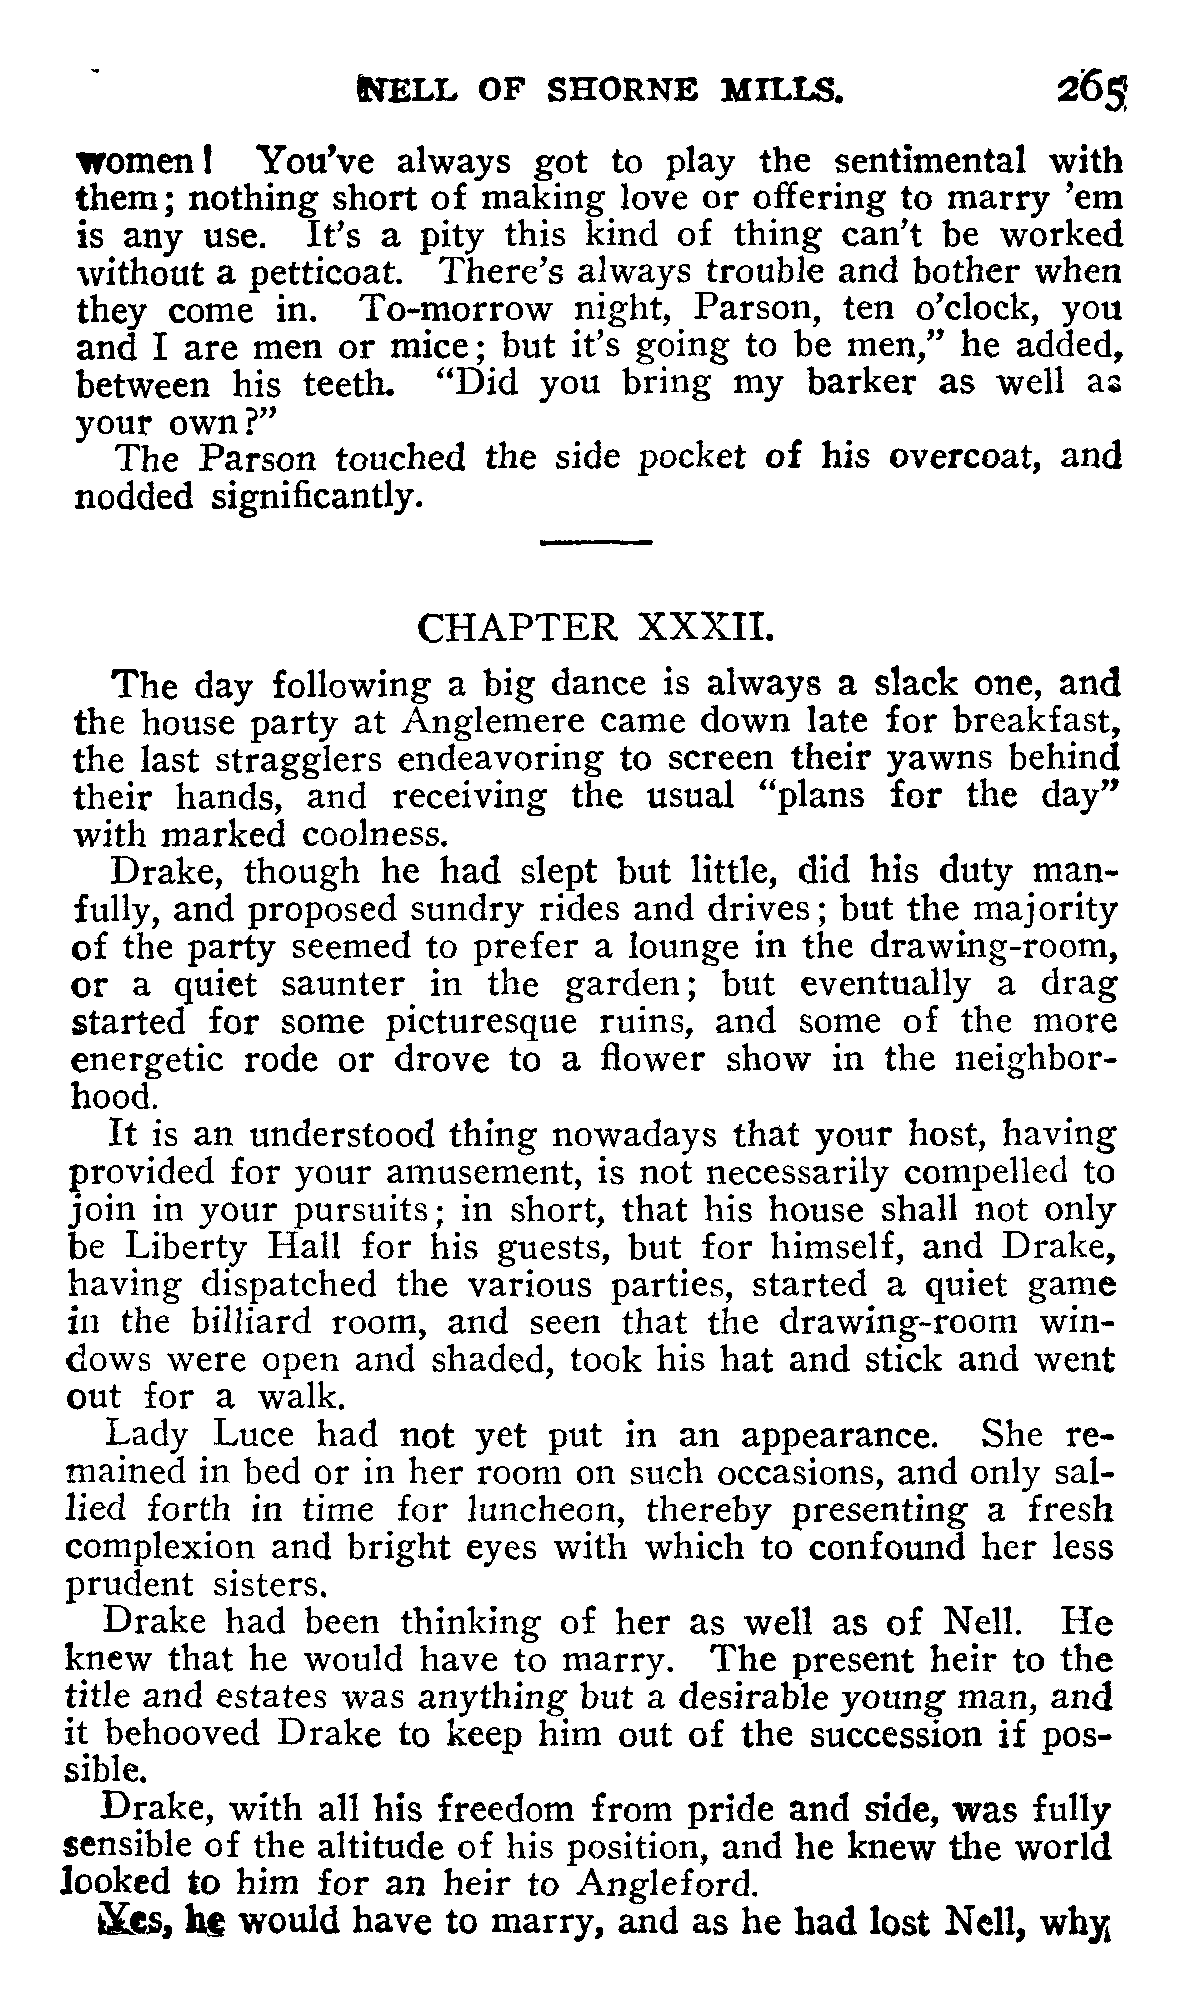 NELL OF SHORNE MILLS. 265
women! You've always got to play the sentimental with
them; nothing short of making love or offering to marry 'em
is any use. It's a pity this kind of thing can't be worked
without a petticoat. There's always trouble and bother when
they come in. To-morrow night, Parson, ten o'clock, you
and I are men or mice; but it's going to be men," he added,
between his teeth. "Did you bring my barker as well as
your own?"
The Parson touched the side pocket of his overcoat, and
nodded significantly.
CHAPTER XXXII.
The day following a big dance is always a slack one, and
the house party at Anglemere came down late for breakfast,
the last stragglers endeavoring to screen their yawns behind
their hands, and receiving the usual "plans for the day"
with marked coolness.
Drake, though he had slept but little, did his duty man-
fully, and proposed sundry rides and drives; but the majority
of the party seemed to prefer a lounge in the drawing-room,
or a quiet saunter in the garden; but eventually a drag
started for some picturesque ruins, and some of the more
energetic rode or drove to a flower show in the neighbor-
hood.
It is an understood thing nowadays that your host, having
provided for your amusement, is not necessarily compelled to
join in your pursuits; in short, that his house shall not only
be Liberty Hall for his guests, but for himself, and Drake,
having dispatched the various parties, started a quiet game
in the billiard room, and seen that the drawing-room win-
dows were open and shaded, took his hat and stick and went
out for a walk.
Lady Luce had not yet put in an appearance. She re-
mained in bed or in her room on such occasions, and only sal-
lied forth in time for luncheon, thereby presenting a fresh
complexion and bright eyes with which to confound her less
prudent sisters.
Drake had been thinking of her as well as of Nell. He
knew that he would have to marry. The present heir to the
title and estates was anything but a desirable young man, and
it behooved Drake to keep him out of the succession if pos-
sible.
Drake, with all his freedom from pride and side, was fully
sensible of the altitude of his position, and he knew the world
looked to him for an heir to Angleford.
Yes, he would have to marry, and as he had lost Nell, why,